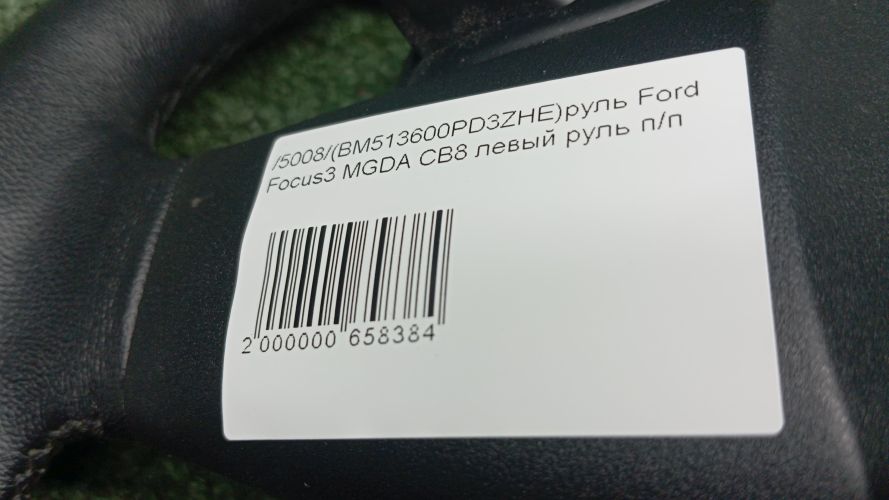 /5008/(BM513600PD3ZHE)руль Ford
Focus3 MGDA CB8 левый руль п/п
2 000000 658384